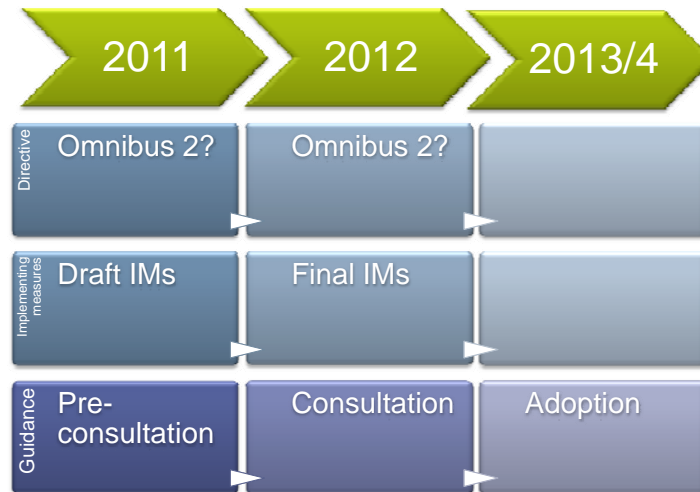 2011
2012
2013/4
Directive
Omnibus 2?
Omnibus 2?
Implementing
measures
Draft IMs
Final IMs
Guidance
Pre-
consultation
Consultation
Adoption